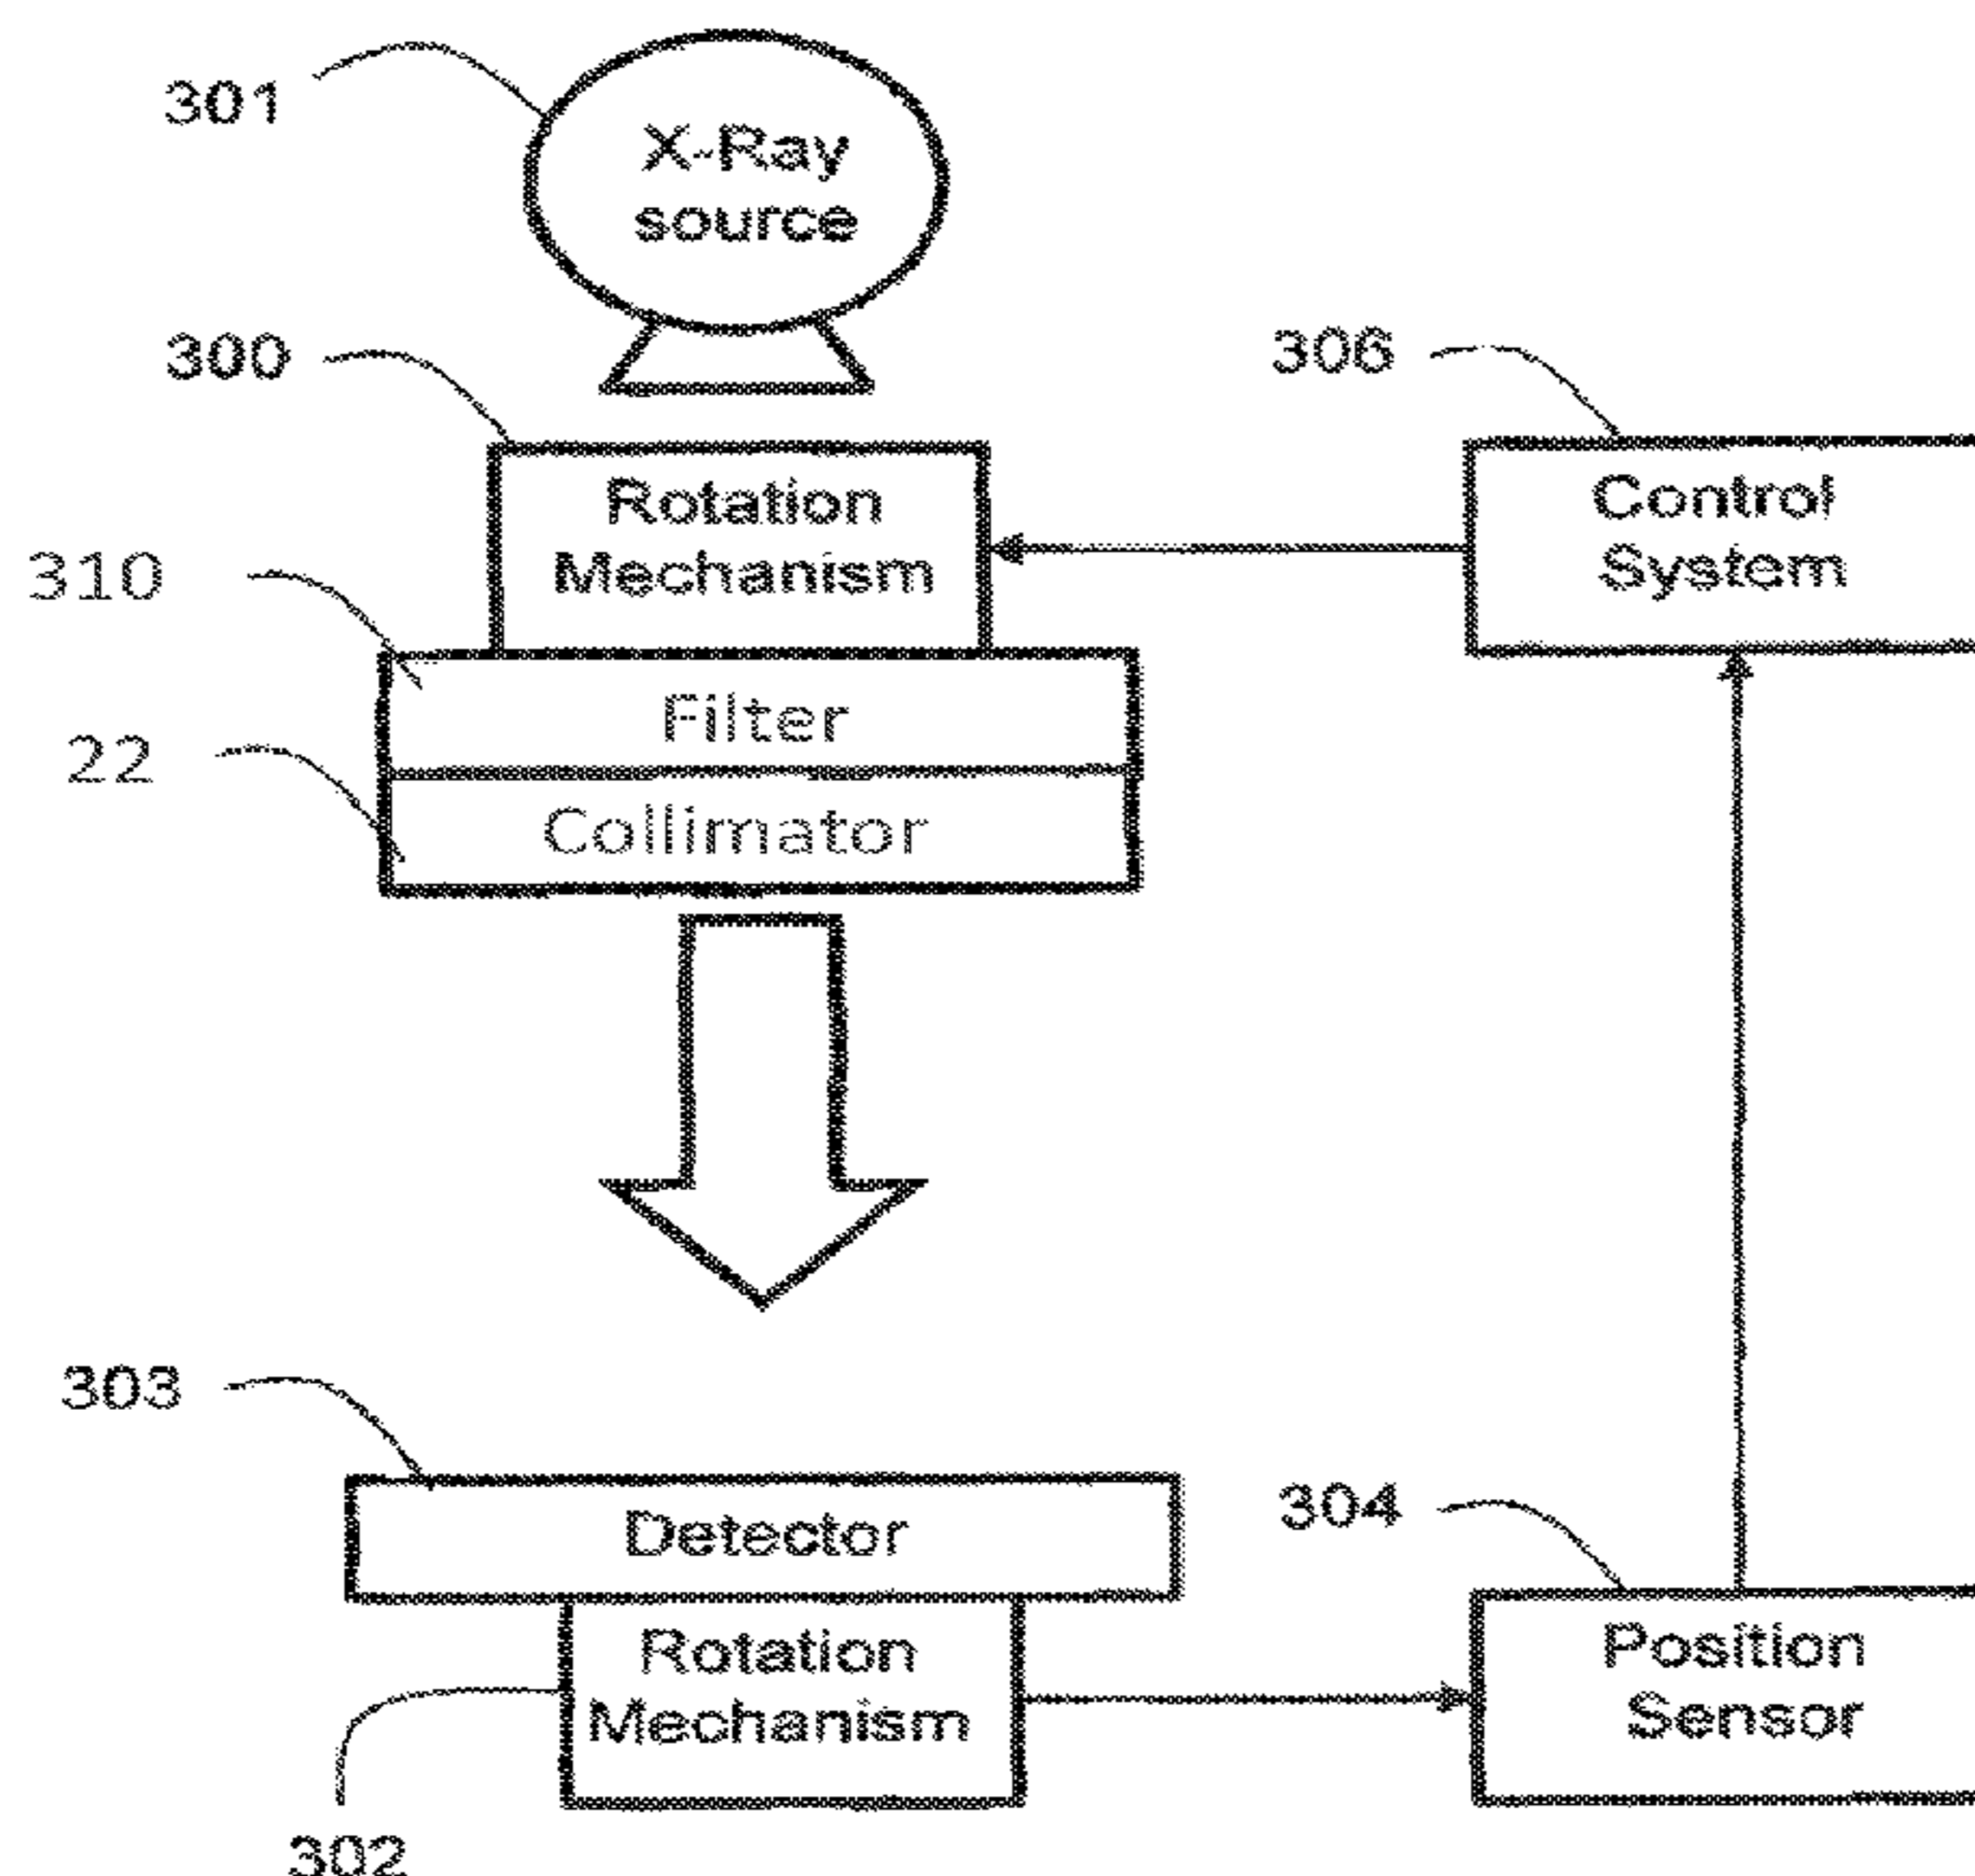 301
X-Ray
source
300
306
Rotation
Mechanism
Control
System
310
Filter
22
Collimator
303
Detector
304
Rotation
Mechanism
Position
Sensor
302